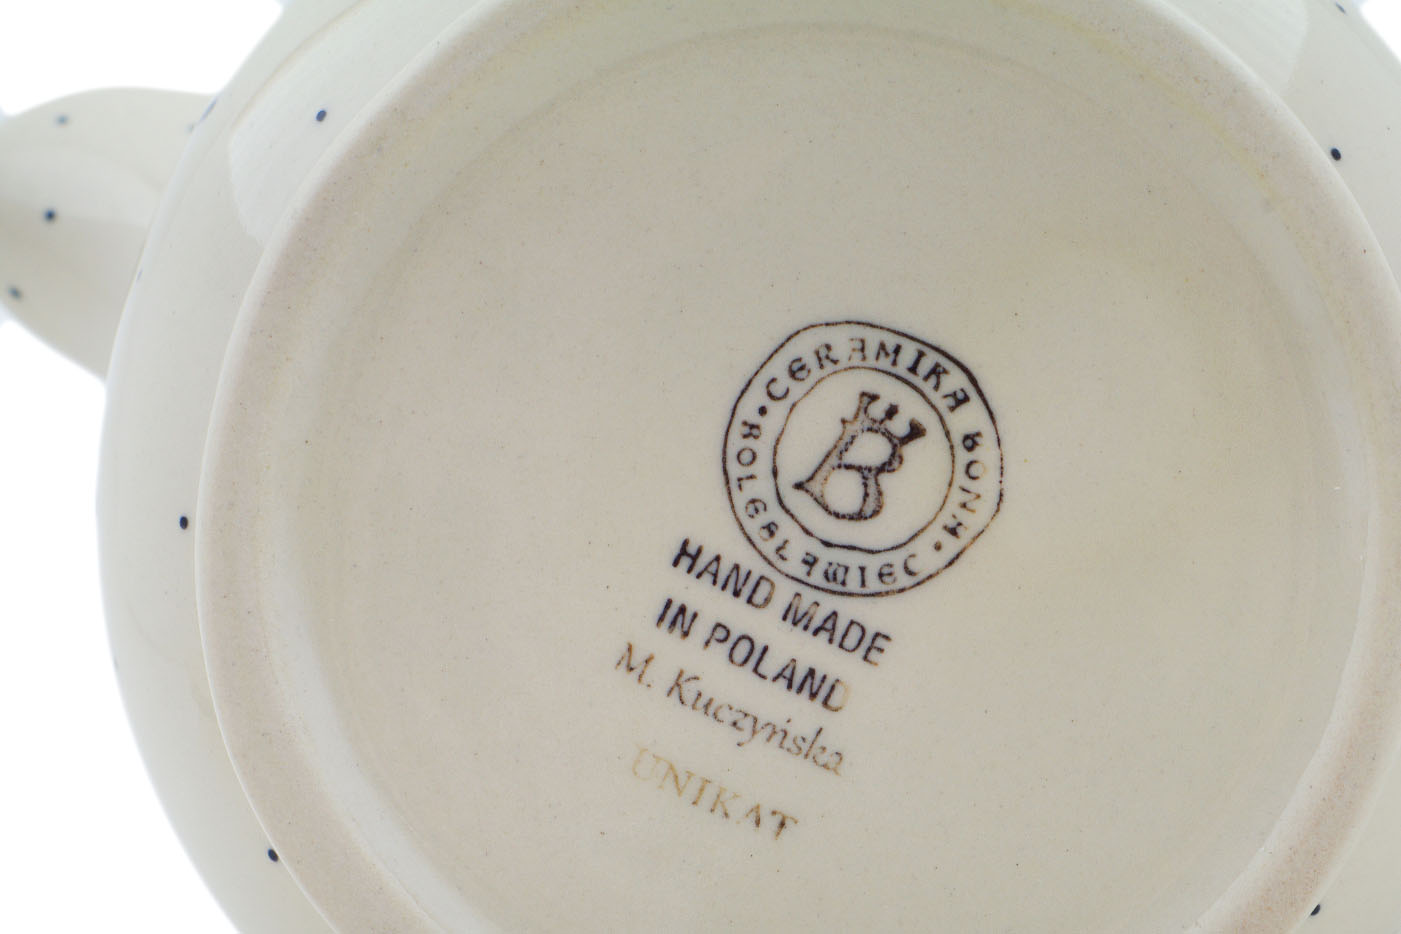 CERAMIKA BONA • BOLESŁAWIEC •
B
HAND MADE
IN POLAND
M. Kuczyńska
UNIKAT